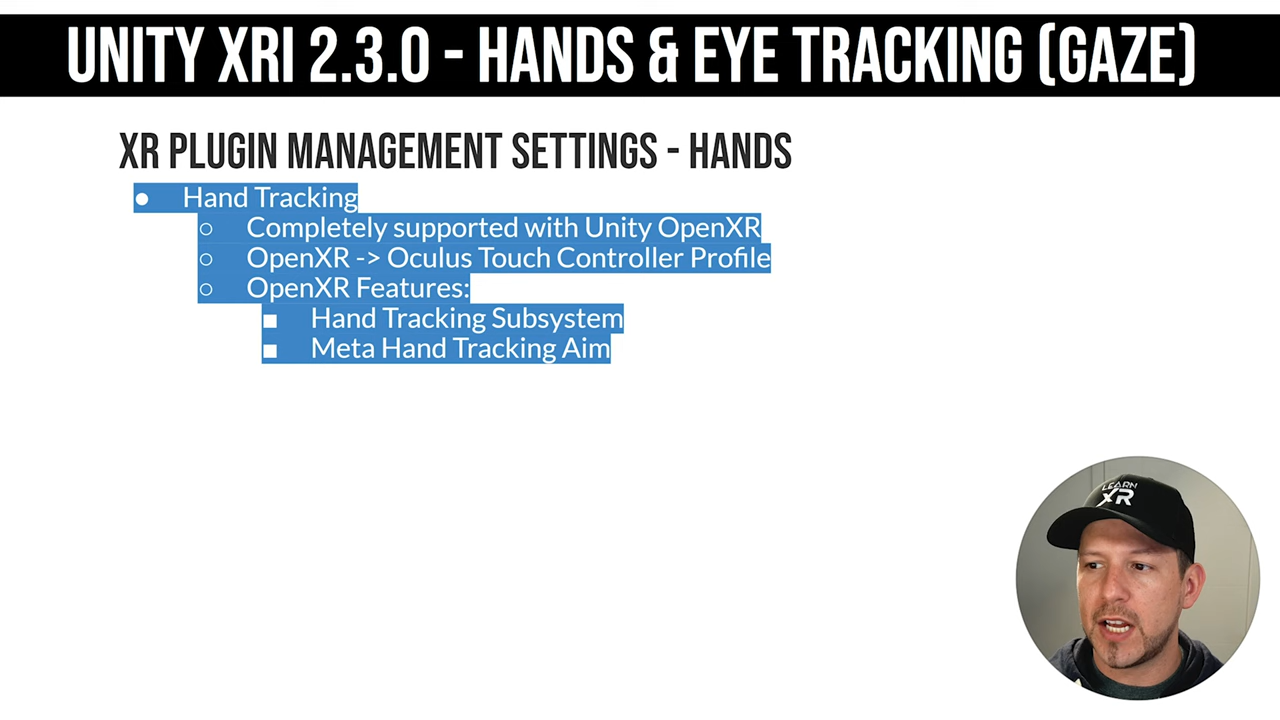 UNITY XRI 2.3.0 - HANDS & EYE TRACKING (GAZE)
XR PLUGIN MANAGEMENT SETTINGS - HANDS
● Hand Tracking
○ Completely supported with Unity OpenXR
○ OpenXR -> Oculus Touch Controller Profile
○ OpenXR Features:
■ Hand Tracking Subsystem
■ Meta Hand Tracking Aim
LEARN
XR